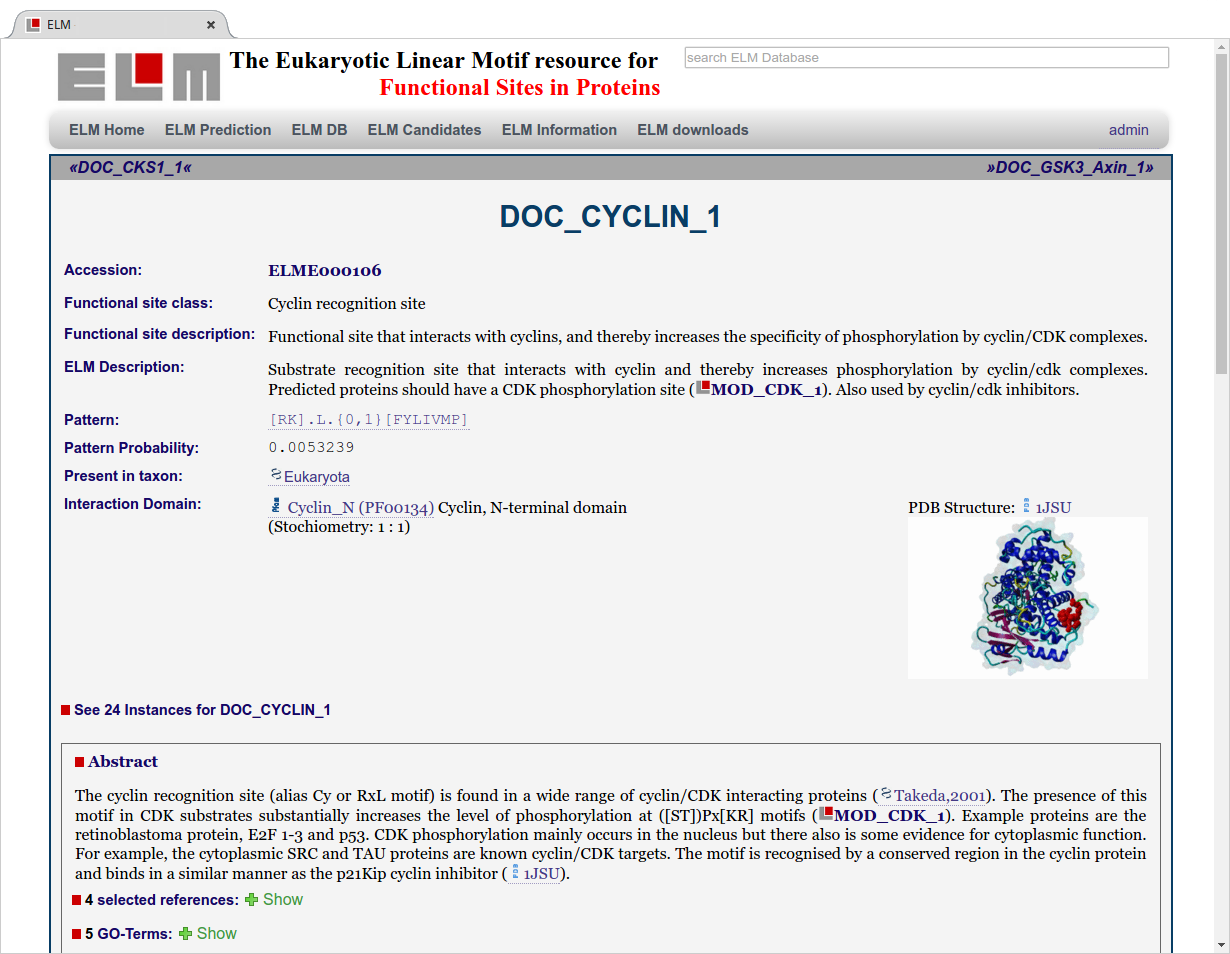 ELM
ELM
The Eukaryotic Linear Motif resource for
Functional Sites in Proteins
search ELM Database
ELM Home ELM Prediction ELM DB ELM Candidates ELM Information ELM downloads admin
«DOC_CKS1_1« »DOC_GSK3_Axin_1»
DOC_CYCLIN_1
Accession: ELME000106
Functional site class: Cyclin recognition site
Functional site description: Functional site that interacts with cyclins, and thereby increases the specificity of phosphorylation by cyclin/CDK complexes.
ELM Description: Substrate recognition site that interacts with cyclin and thereby increases phosphorylation by cyclin/cdk complexes.
Predicted proteins should have a CDK phosphorylation site (MOD_CDK_1). Also used by cyclin/cdk inhibitors.
Pattern: [RK].L.{0,1}[FYLIVMP]
Pattern Probability: 0.0053239
Present in taxon: Eukaryota
Interaction Domain: Cyclin_N (PF00134) Cyclin, N-terminal domain PDB Structure: 1JSU
(Stochiometry: 1 : 1)
See 24 Instances for DOC_CYCLIN_1
Abstract
The cyclin recognition site (alias Cy or RxL motif) is found in a wide range of cyclin/CDK interacting proteins (Takeda,2001). The presence of this
motif in CDK substrates substantially increases the level of phosphorylation at ([ST])Px[KR] motifs (MOD_CDK_1). Example proteins are the
retinoblastoma protein, E2F 1-3 and p53. CDK phosphorylation mainly occurs in the nucleus but there also is some evidence for cytoplasmic function.
For example, the cytoplasmic SRC and TAU proteins are known cyclin/CDK targets. The motif is recognised by a conserved region in the cyclin protein
and binds in a similar manner as the p21Kip cyclin inhibitor (1JSU).
4 selected references: Show
5 GO-Terms: Show